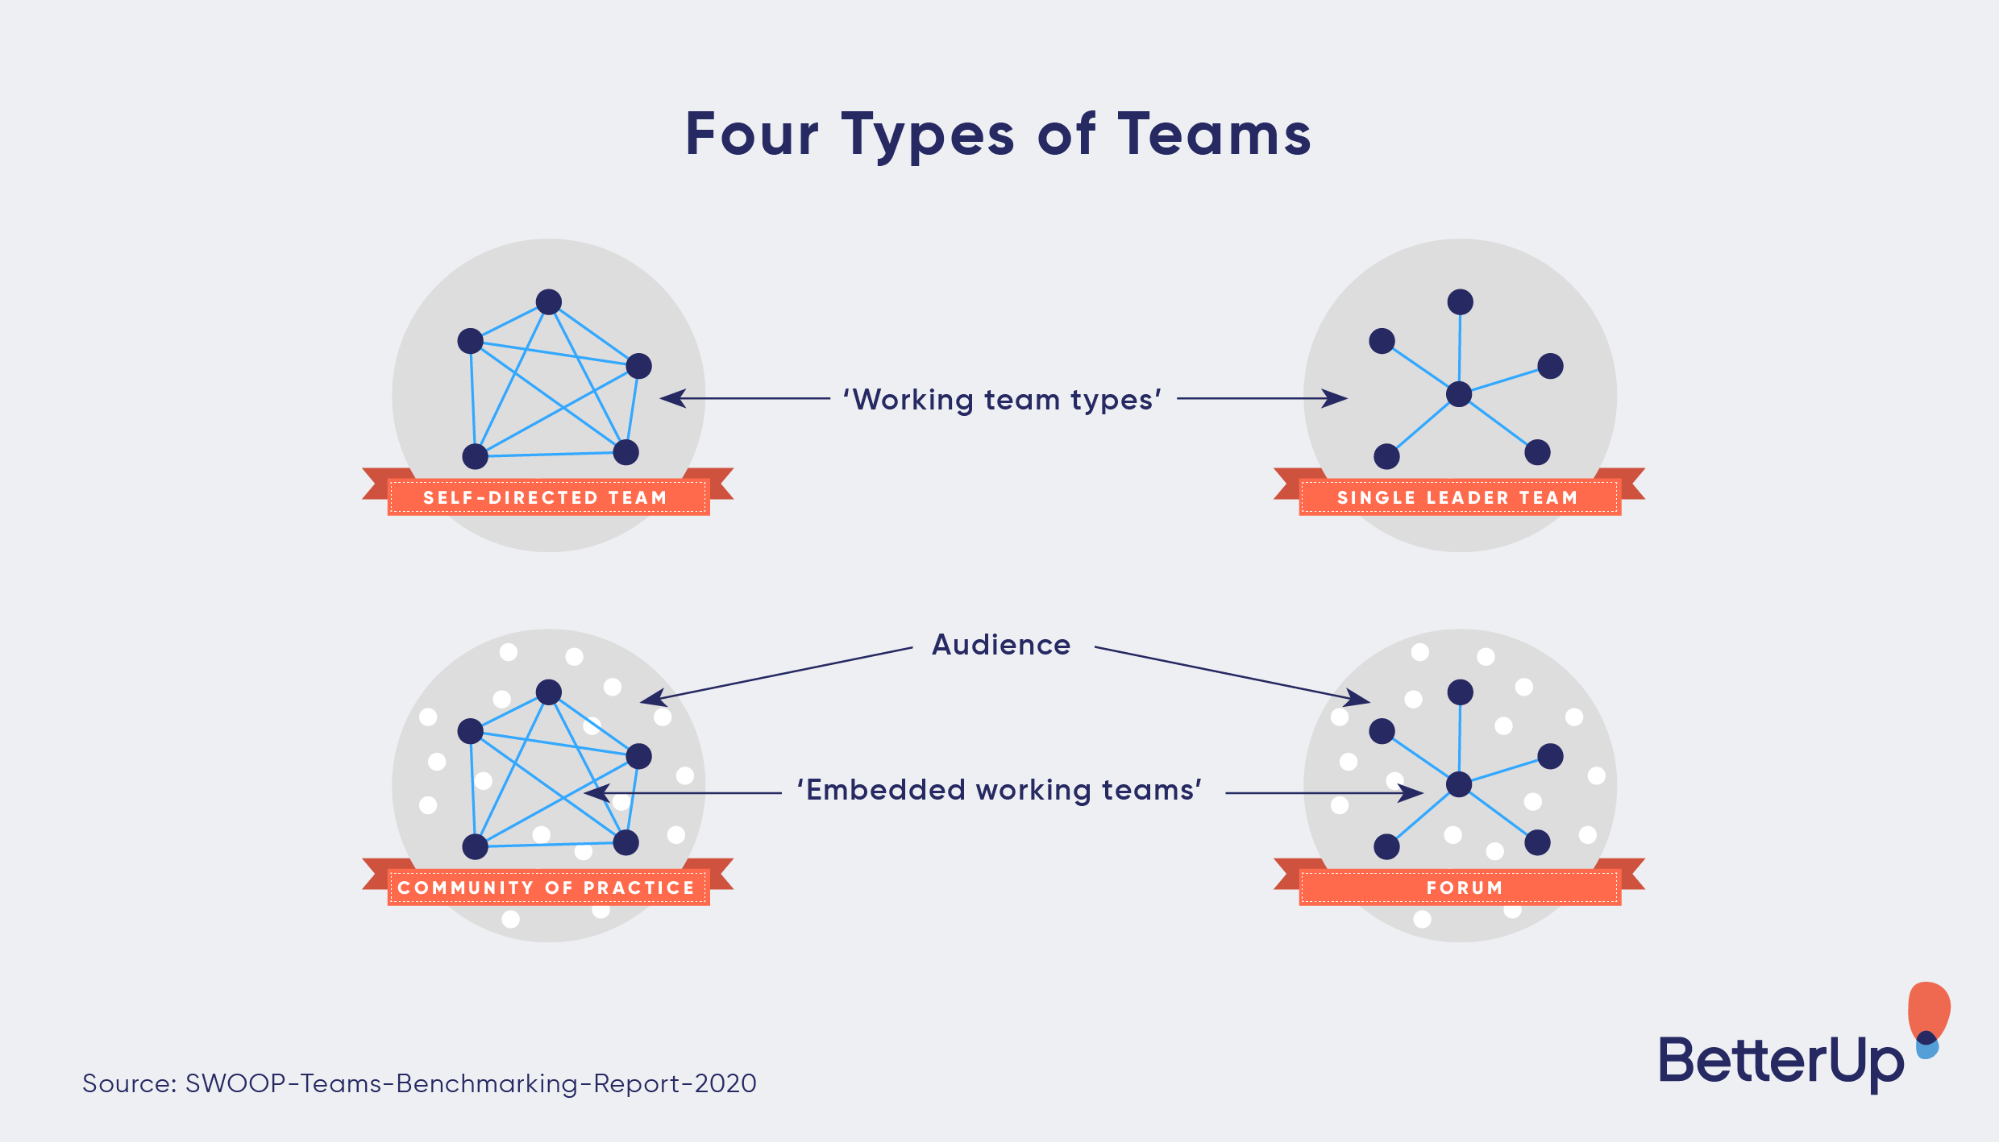 Four Types of Teams
‘Working team types’
SELF-DIRECTED TEAM
SINGLE LEADER TEAM
Audience
‘Embedded working teams’
COMMUNITY OF PRACTICE
FORUM
Source: SWOOP-Teams-Benchmarking-Report-2020
BetterUp